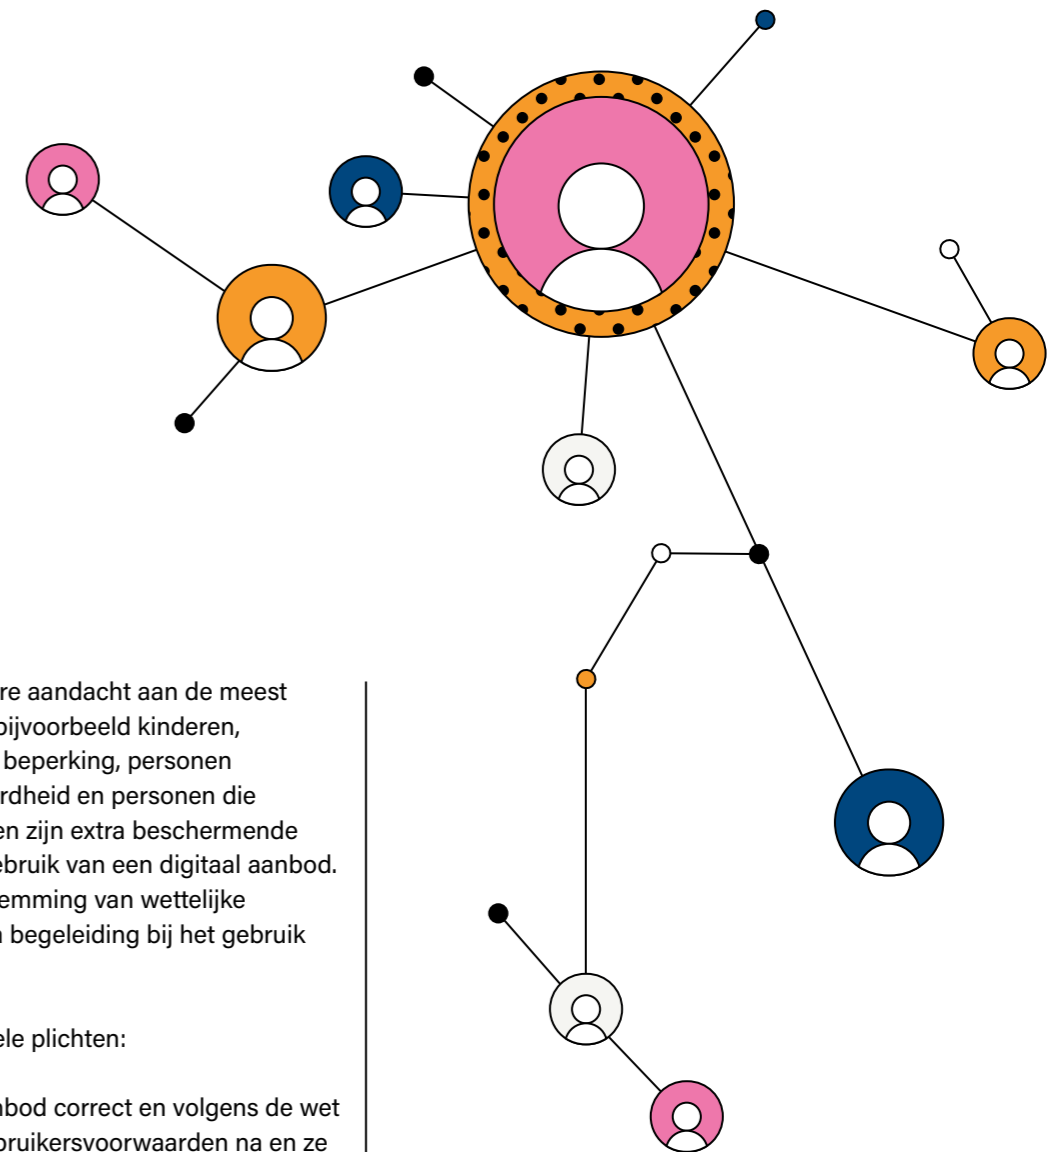 re aandacht aan de meest
bijvoorbeeld kinderen,
beperking, personen
rdheid en personen die
en zijn extra beschermende
ebruik van een digitaal aanbod.
emming van wettelijke
begeleiding bij het gebruik
ele plichten:
nbod correct en volgens de wet
bruikersvoorwaarden na en ze